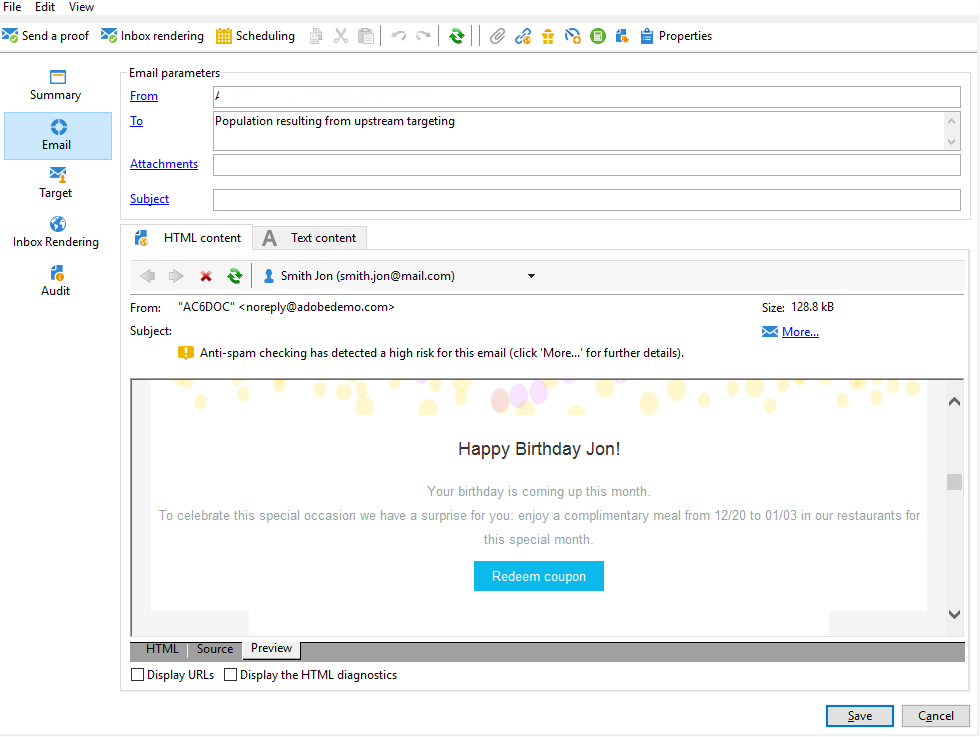 File Edit View
Send a proof Inbox rendering Scheduling Properties
Summary
Email
Target
Inbox Rendering
Audit
Email parameters
From
To Population resulting from upstream targeting
Attachments
Subject
HTML content A Text content
Smith Jon (smith.jon@mail.com)
From: "AC6DOC" <noreply@adobedemo.com> Size: 128.8 kB
Subject: More...
Anti-spam checking has detected a high risk for this email (click 'More...' for further details).
Happy Birthday Jon!
Your birthday is coming up this month.
To celebrate this special occasion we have a surprise for you: enjoy a complimentary meal from 12/20 to 01/03 in our restaurants for
this special month.
Redeem coupon
HTML Source Preview
Display URLs Display the HTML diagnostics
Save Cancel